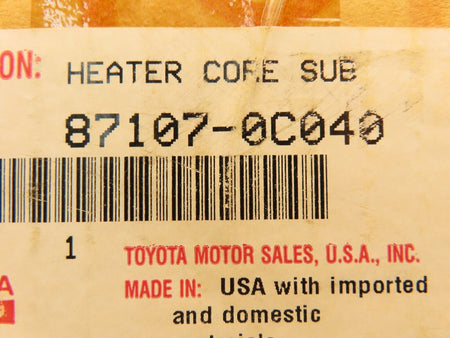 ON: HEATER CORE SUB
87107-0C040
1
TOYOTA MOTOR SALES, U.S.A., INC.
A MADE IN: USA with imported
and domestic